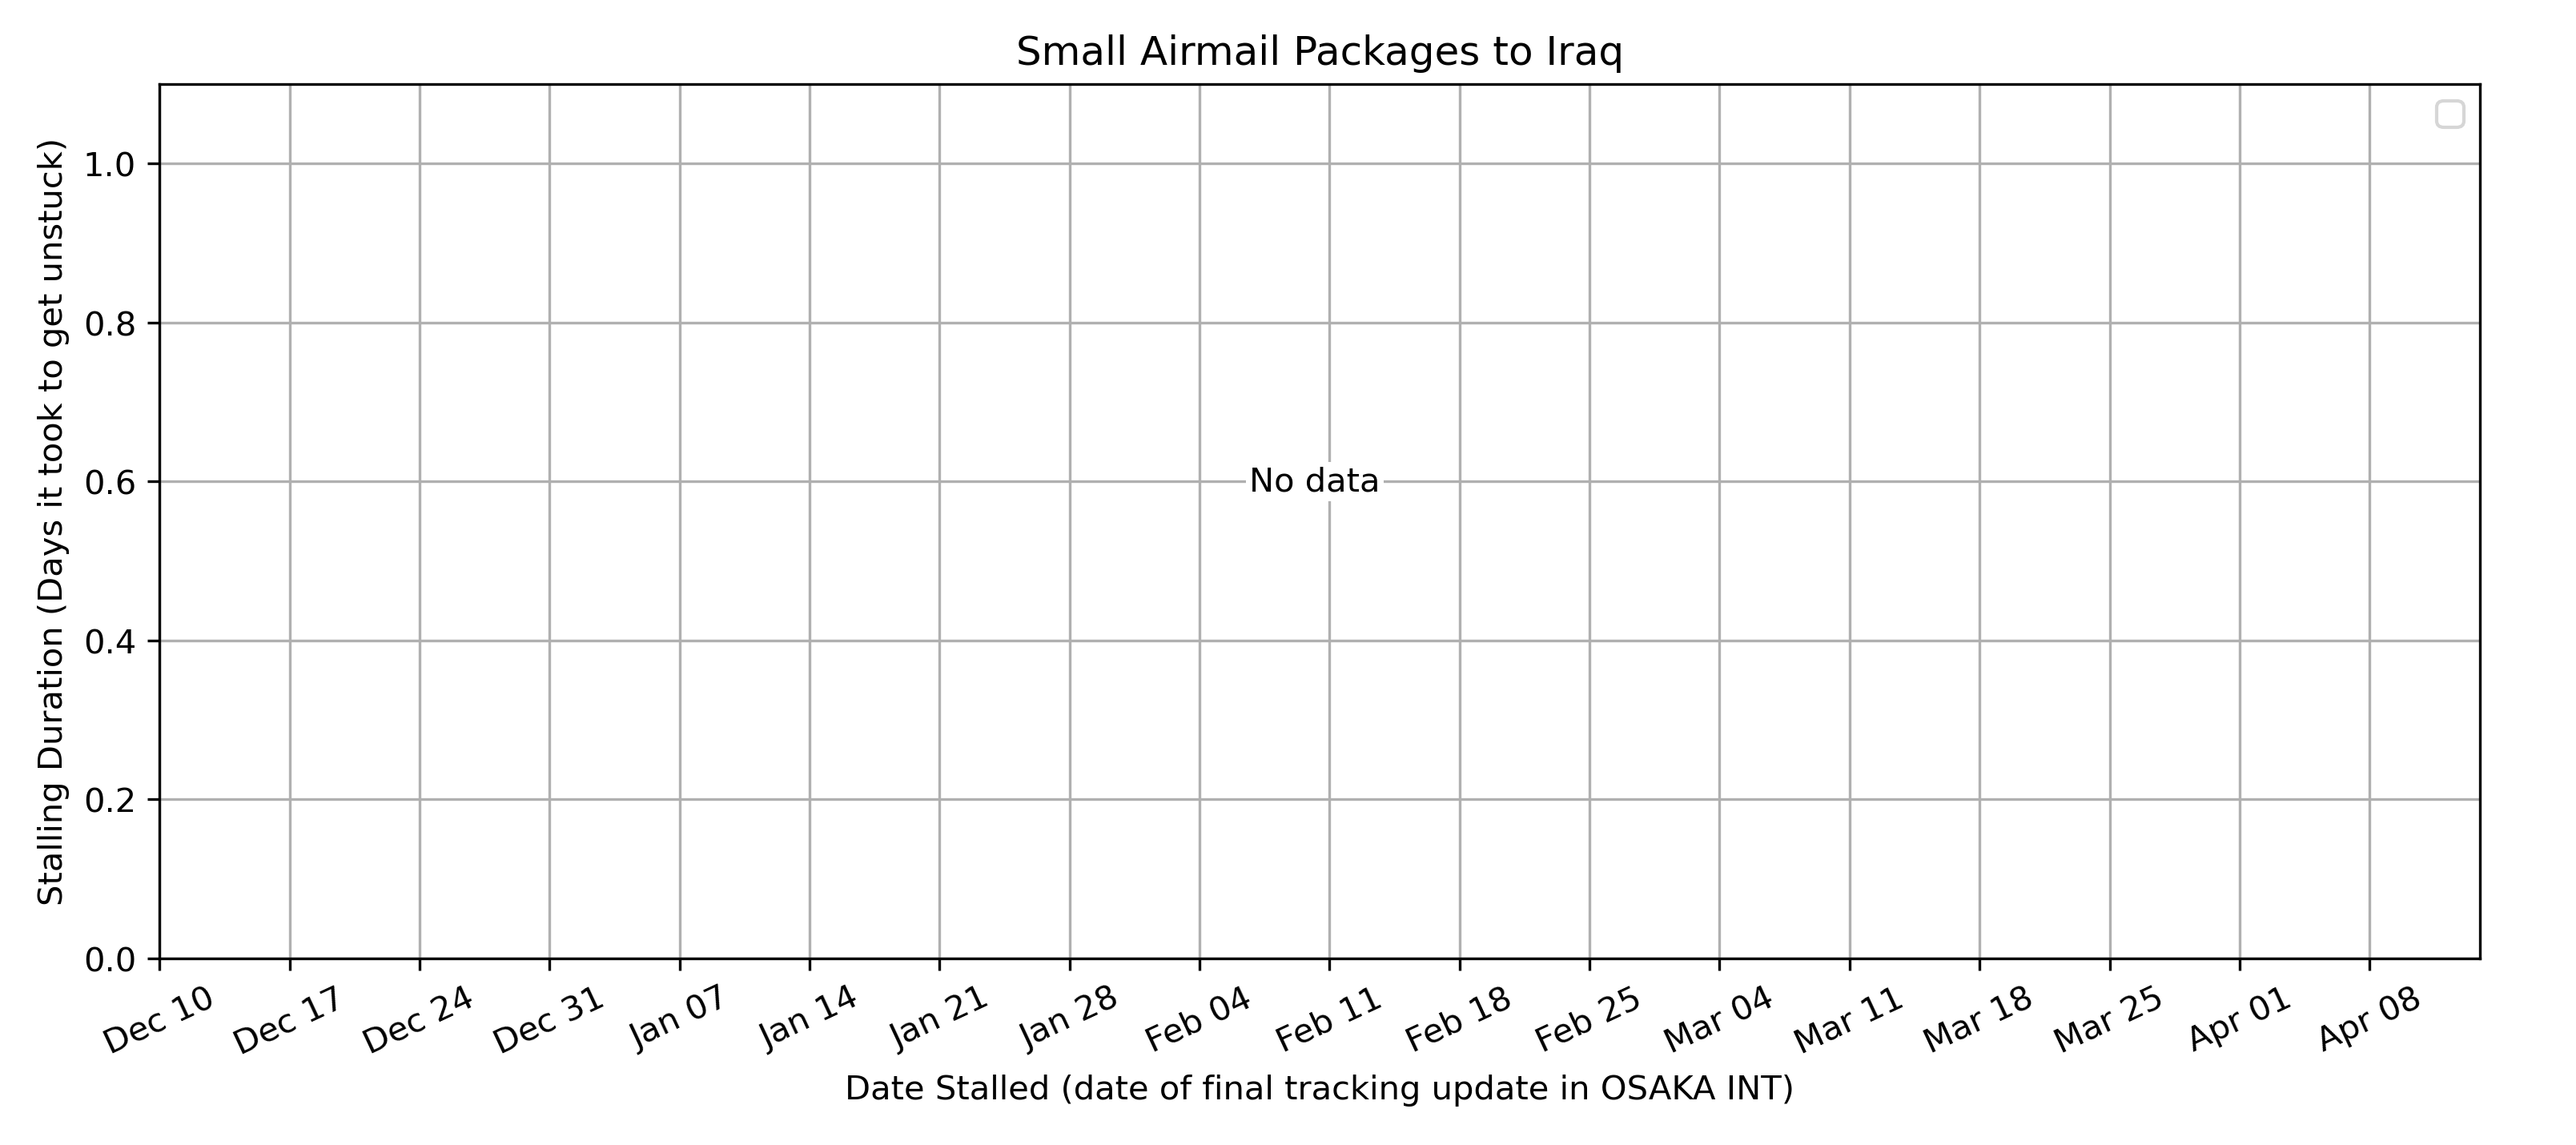 Small Airmail Packages to Iraq
Stalling Duration (Days it took to get unstuck)
1.0
0.8
0.6
0.4
0.2
0.0
No data
Dec 10 Dec 17 Dec 24 Dec 31 Jan 07 Jan 14 Jan 21 Jan 28 Feb 04 Feb 11 Feb 18 Feb 25 Mar 04 Mar 11 Mar 18 Mar 25 Apr 01 Apr 08
Date Stalled (date of final tracking update in OSAKA INT)